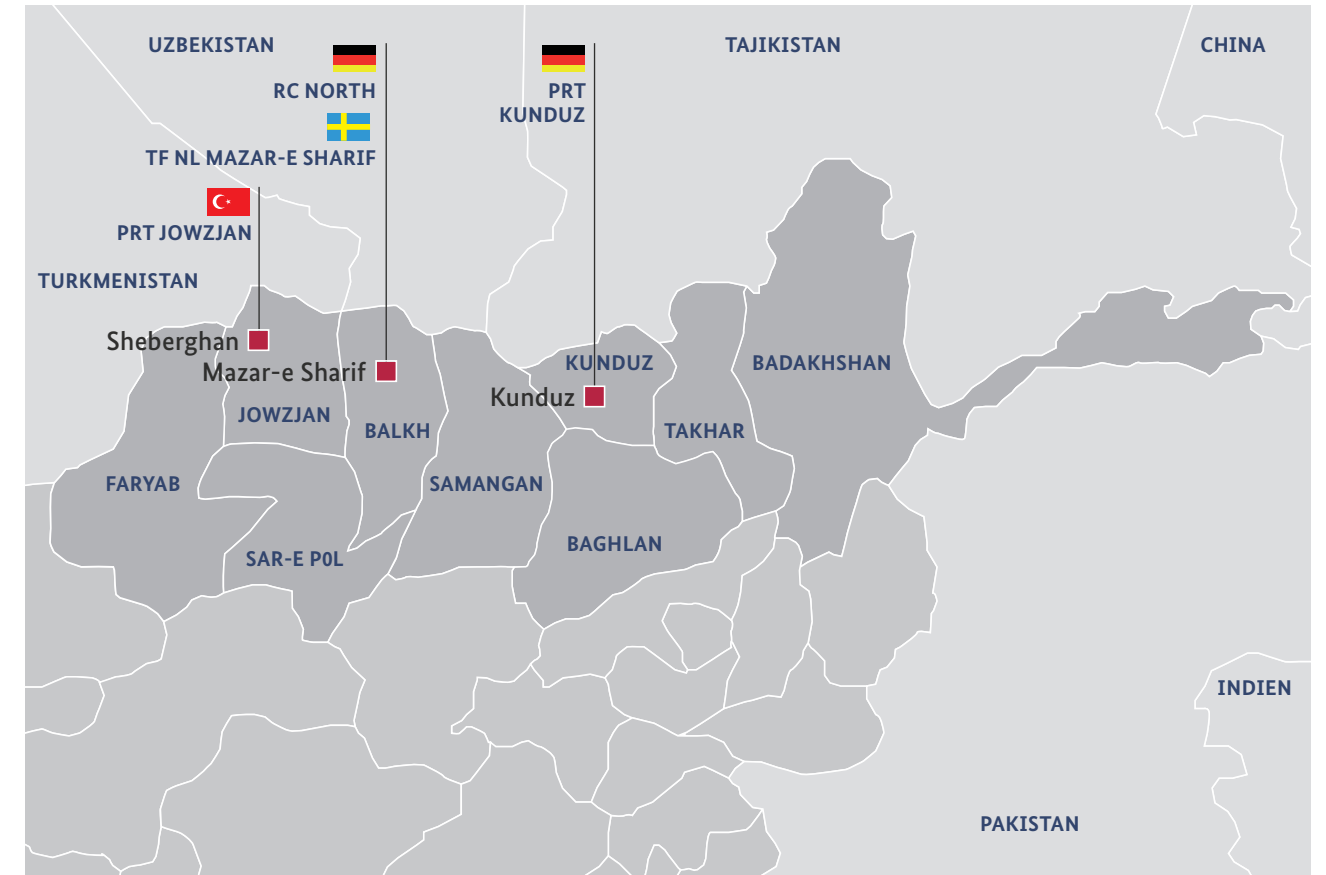 UZBEKISTAN
TAJIKISTAN
CHINA
RC NORTH
PRT
KUNDUZ
TF NL MAZAR-E SHARIF
PRT JOWZJAN
TURKMENISTAN
Sheberghan
Mazar-e Sharif
KUNDUZ
BADAKHSHAN
Kunduz
JOWZJAN
BALKH
TAKHAR
FARYAB
SAMANGAN
SAR-E P0L
BAGHLAN
INDIEN
PAKISTAN